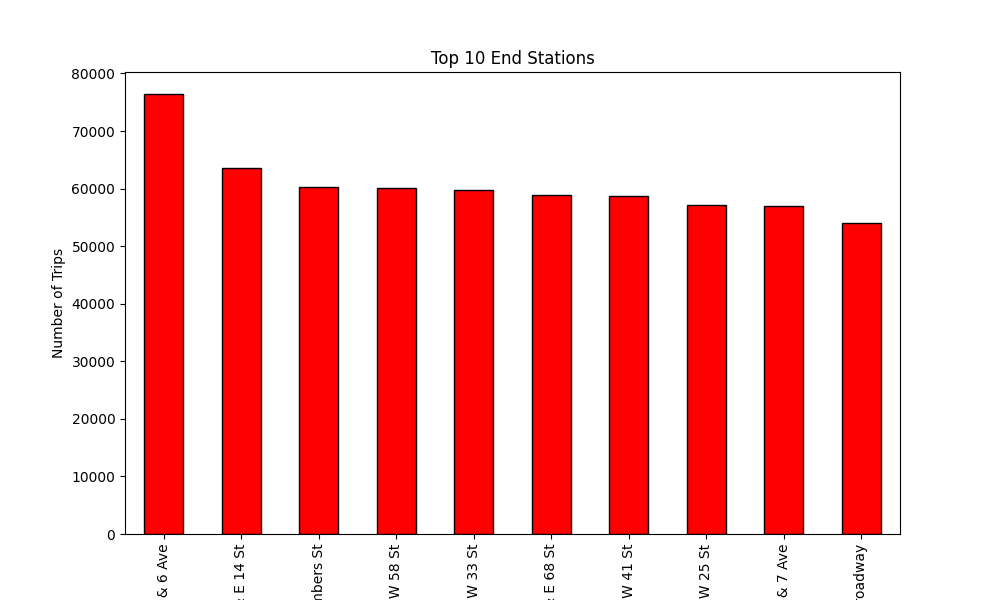 Top 10 End Stations
80000
70000
60000
50000
40000
30000
20000
10000
0
Number of Trips
& 6 Ave
E 14 St
mbers St
W 58 St
W 33 St
E 68 St
W 41 St
W 25 St
& 7 Ave
roadway